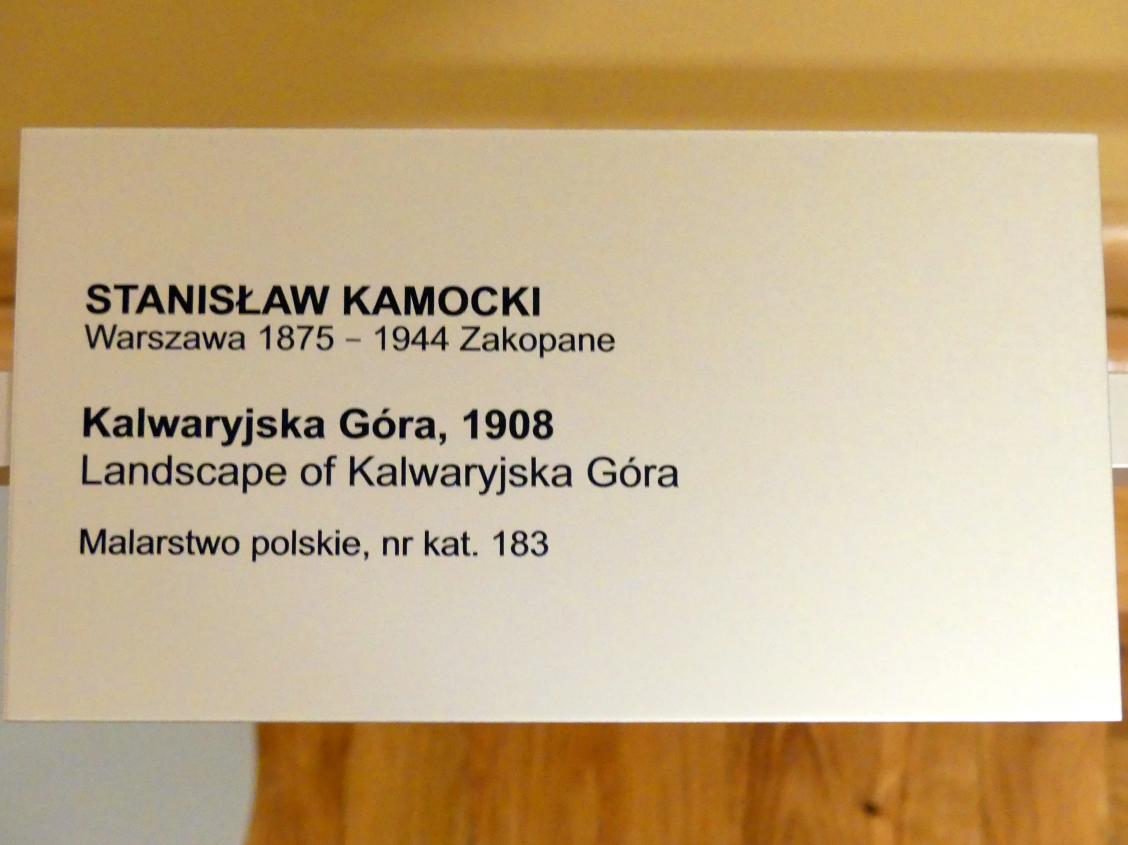 STANISŁAW KAMOCKI
Warszawa 1875 – 1944 Zakopane
Kalwaryjska Góra, 1908
Landscape of Kalwaryjska Góra
Malarstwo polskie, nr kat. 183